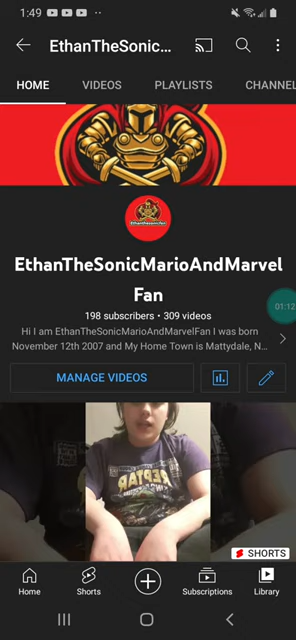 1:49
EthanTheSonic...
HOME VIDEOS PLAYLISTS CHANNEL
EthanTheSonicMarioAndMarvel
Fan
198 subscribers • 309 videos
01:12
Hi I am EthanTheSonicMarioAndMarvelFan I was born
November 12th 2007 and My Home Town is Mattydale, N...
MANAGE VIDEOS
REPTAR
SHORTS
Home Shorts Subscriptions Library